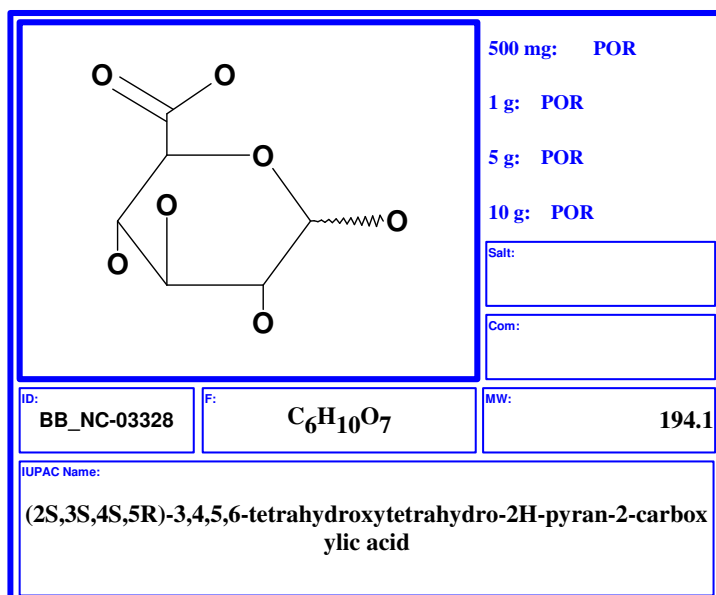 O
O
O
O
O
O
O
500 mg: POR
1 g: POR
5 g: POR
10 g: POR
Salt:
Com:
ID:
BB_NC-03328
F:
C6H10O7
MW:
194.1
IUPAC Name:
(2S,3S,4S,5R)-3,4,5,6-tetrahydroxytetrahydro-2H-pyran-2-carbox
ylic acid